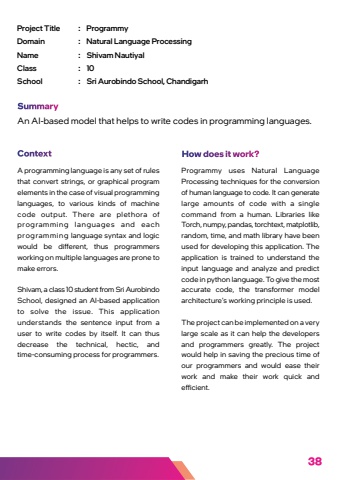 Project Title : Programmy
Domain : Natural Language Processing
Name : Shivam Nautiyal
Class : 10
School : Sri Aurobindo School, Chandigarh
Summary
An AI-based model that helps to write codes in programming languages.
Context
A programming language is any set of rules
that convert strings, or graphical program
elements in the case of visual programming
languages, to various kinds of machine
code output. There are plethora of
programming languages and each
programming language syntax and logic
would be different, thus programmers
working on multiple languages are prone to
make errors.
Shivam, a class 10 student from Sri Aurobindo
School, designed an AI-based application
to solve the issue. This application
understands the sentence input from a
user to write codes by itself. It can thus
decrease the technical, hectic, and
time-consuming process for programmers.
How does it work?
Programmy uses Natural Language
Processing techniques for the conversion
of human language to code. It can generate
large amounts of code with a single
command from a human. Libraries like
Torch, numpy, pandas, torchtext, matplotlib,
random, time, and math library have been
used for developing this application. The
application is trained to understand the
input language and analyze and predict
code in python language. To give the most
accurate code, the transformer model
architecture's working principle is used.
The project can be implemented on a very
large scale as it can help the developers
and programmers greatly. The project
would help in saving the precious time of
our programmers and would ease their
work and make their work quick and
efficient.
38